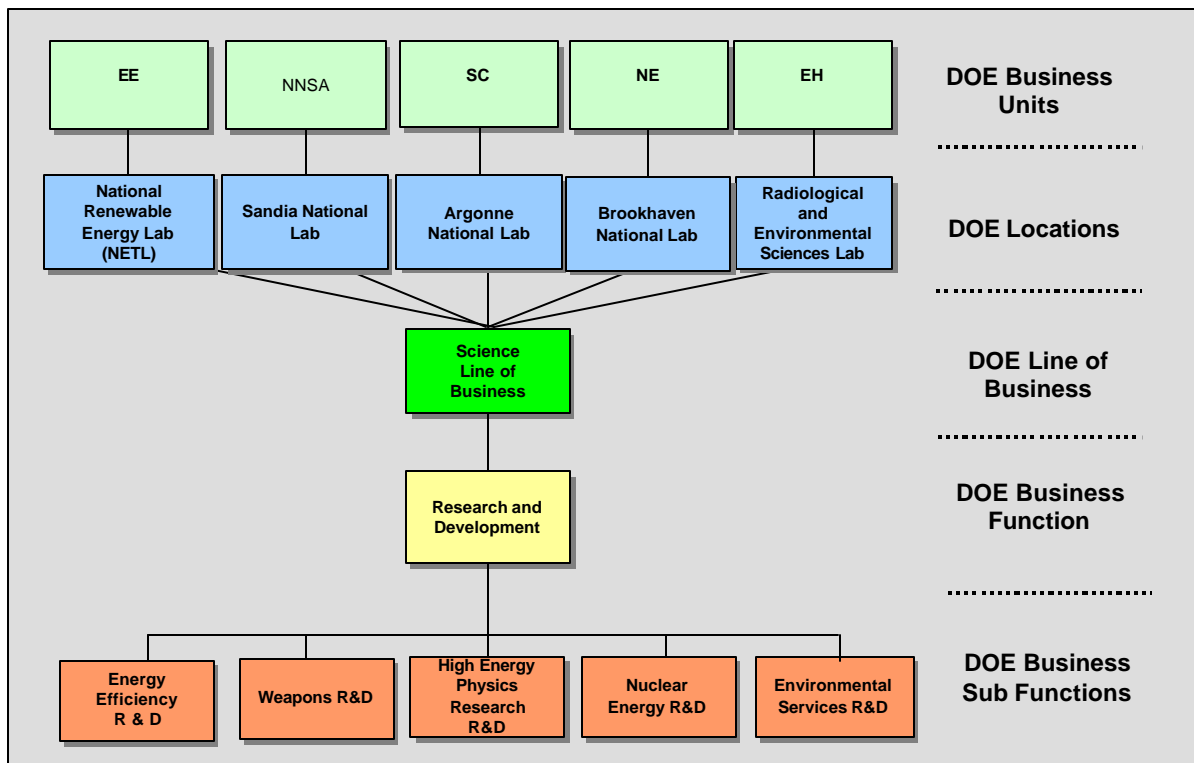 EE
NNSA
SC
NE
EH
DOE Business
Units
National
Renewable
Energy Lab
(NETL)
Sandia National
Lab
Argonne
National Lab
Brookhaven
National Lab
Radiological
and
Environmental
Sciences Lab
DOE Locations
Science
Line of
Business
DOE Line of
Business
Research and
Development
DOE Business
Function
Energy
Efficiency
R & D
Weapons R&D
High Energy
Physics
Research
R&D
Nuclear
Energy R&D
Environmental
Services R&D
DOE Business
Sub Functions